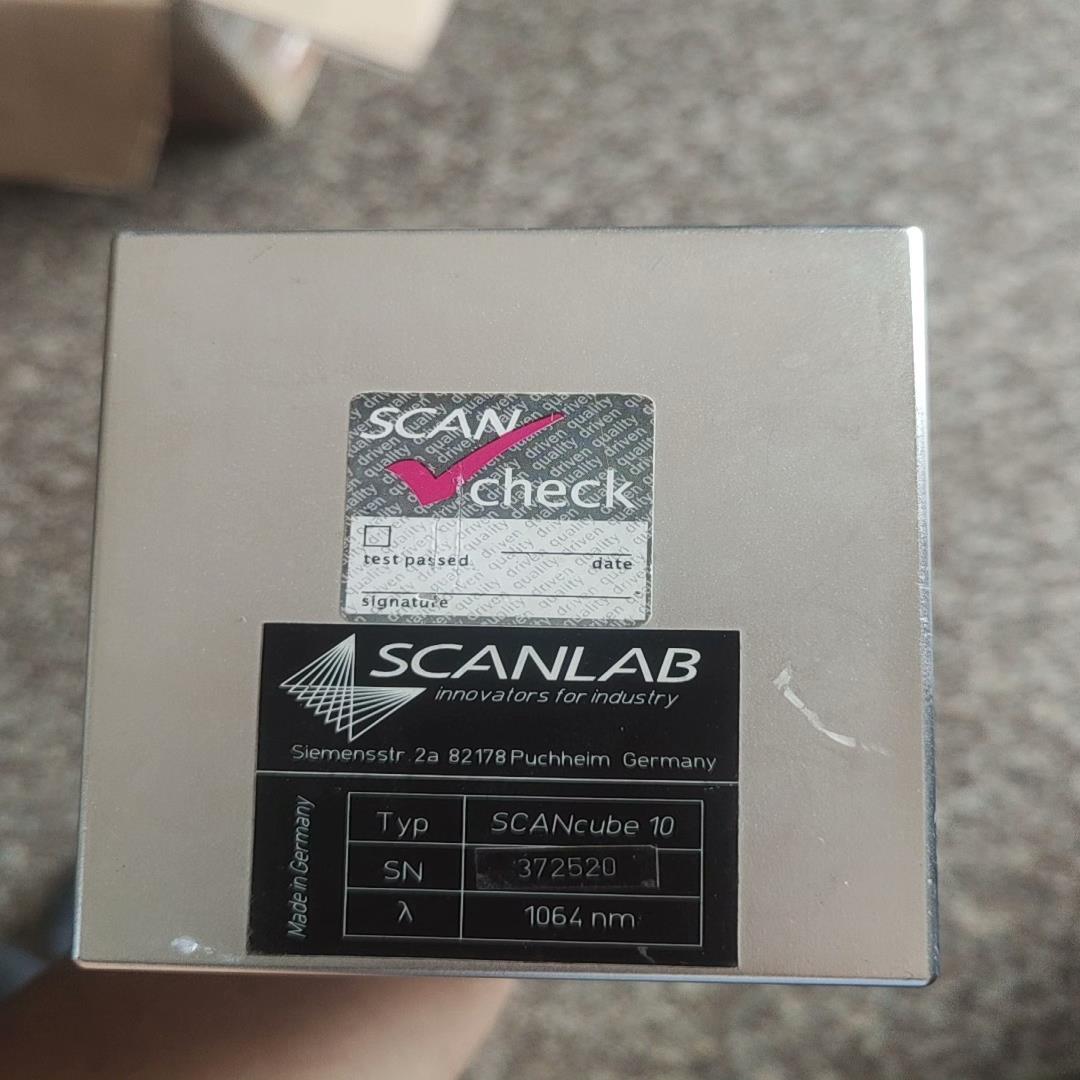 SCAN
check
test passed
date
signature
SCANLAB
innovators for industry
Siemensstr. 2a 82178 Puchheim Germany
Made in Germany
Typ SCANcube 10
SN 372520
λ 1064 nm